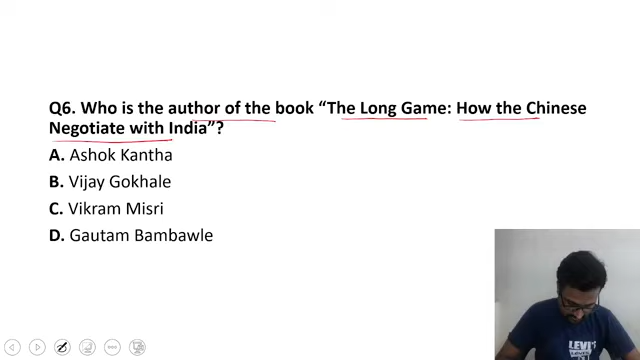 Q6. Who is the author of the book “The Long Game: How the Chinese
Negotiate with India”?
A. Ashok Kantha
B. Vijay Gokhale
C. Vikram Misri
D. Gautam Bambawle
LEVI'S